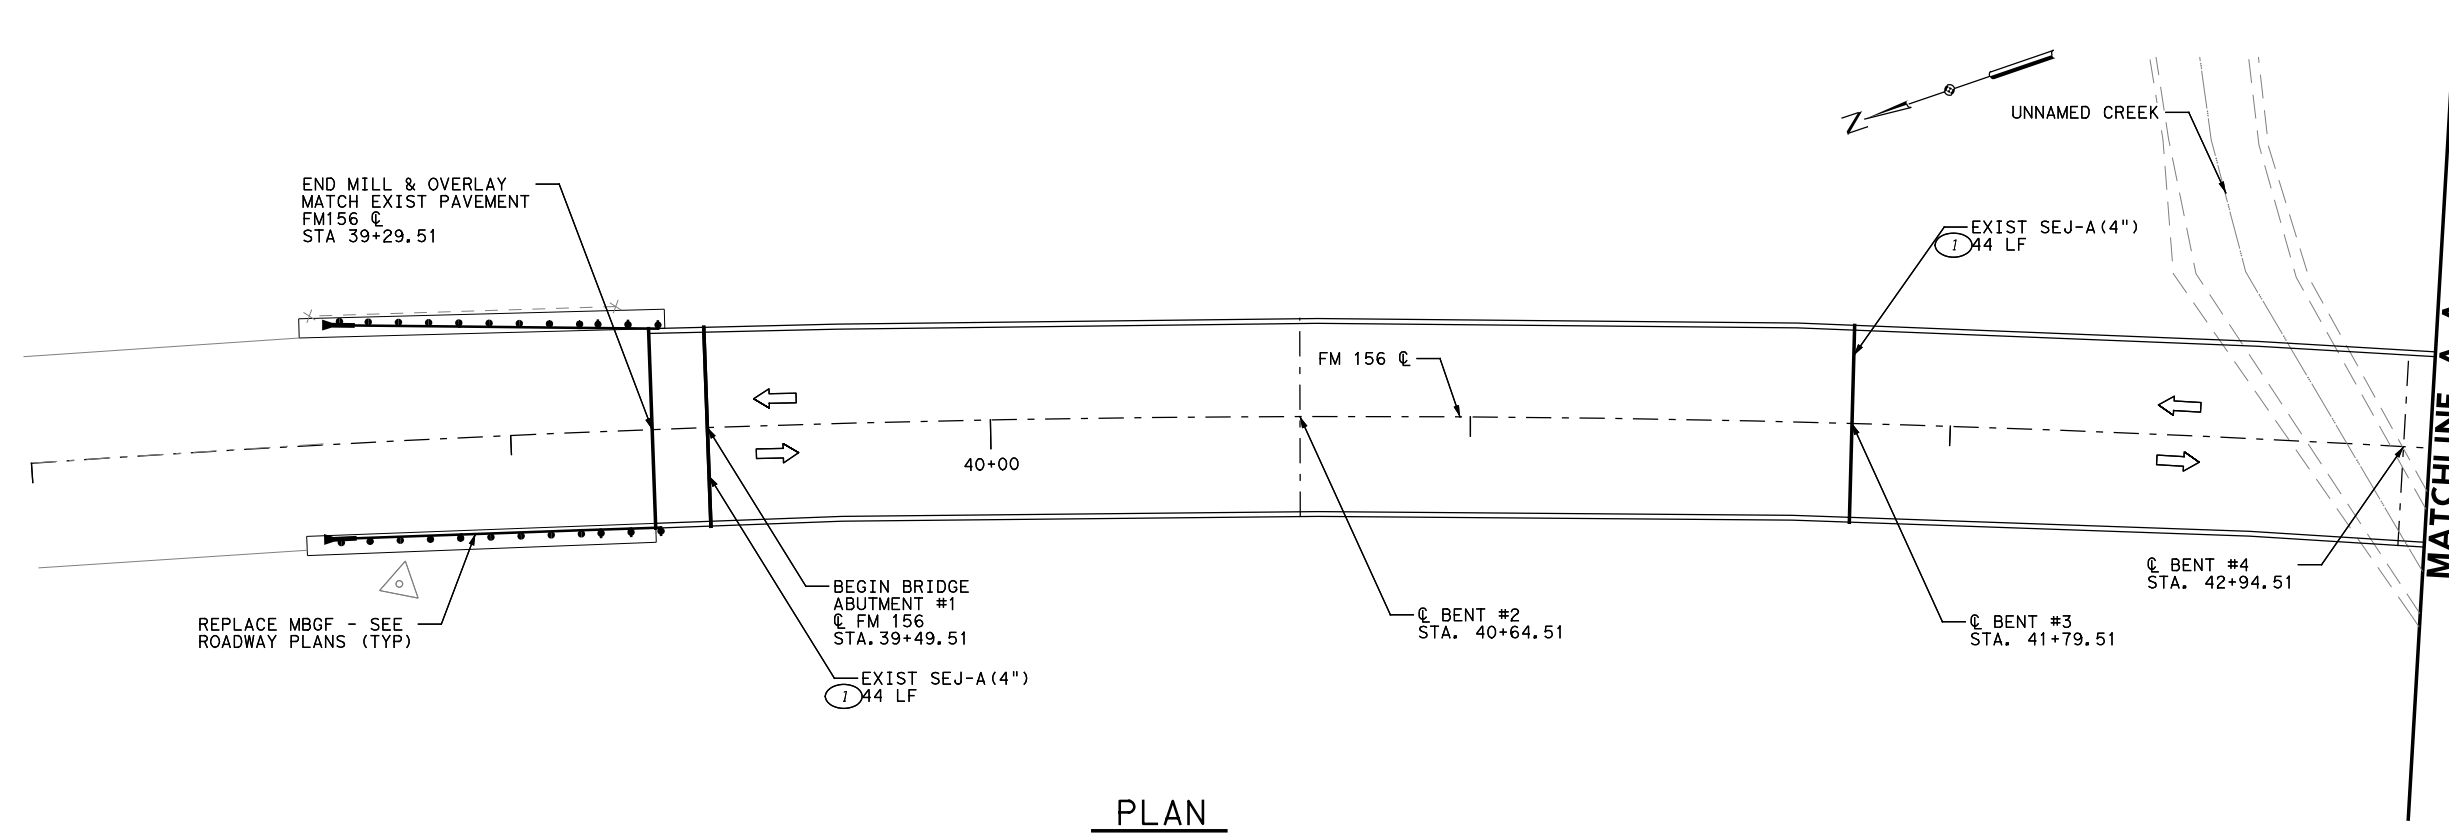 N
UNNAMED CREEK
END MILL & OVERLAY
MATCH EXIST PAVEMENT
FM156 ℄
STA 39+29.51
EXIST SEJ-A(4")
1 44 LF
FM 156 ℄
40+00
BEGIN BRIDGE
ABUTMENT #1
℄ FM 156
STA.39+49.51
EXIST SEJ-A(4")
1 44 LF
REPLACE MBGF - SEE
ROADWAY PLANS (TYP)
℄ BENT #2
STA. 40+64.51
℄ BENT #3
STA. 41+79.51
℄ BENT #4
STA. 42+94.51
MATCHLINE
PLAN